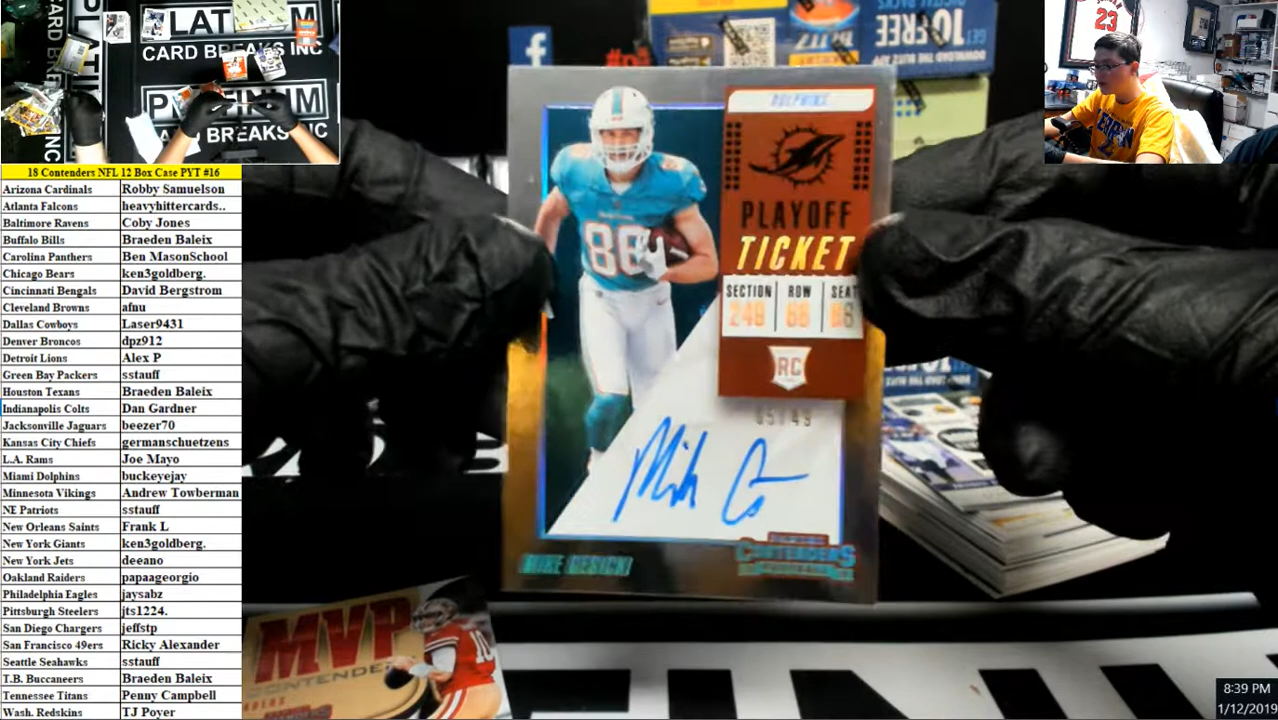 PLATINUM
CARD BREAKS INC
PLATINUM
CARD BREAKS INC
23
GET
10 FREE
BLITZ
18 Contenders NFL 12 Box Case PYT #16
Arizona Cardinals Robby Samuelson
Atlanta Falcons heavyhittercards..
Baltimore Ravens Coby Jones
Buffalo Bills Braeden Baleix
Carolina Panthers Ben MasonSchool
Chicago Bears ken3goldberg.
Cincinnati Bengals David Bergstrom
Cleveland Browns afnu
Dallas Cowboys Laser9431
Denver Broncos dpz912
Detroit Lions Alex P
Green Bay Packers sstauff
Houston Texans Braeden Baleix
Indianapolis Colts Dan Gardner
Jacksonville Jaguars beezer70
Kansas City Chiefs germanschuetzens
L.A. Rams Joe Mayo
Miami Dolphins buckeyejay
Minnesota Vikings Andrew Towberman
NE Patriots sstauff
New Orleans Saints Frank L
New York Giants ken3goldberg.
New York Jets deeano
Oakland Raiders papaageorgio
Philadelphia Eagles jaysabz
Pittsburgh Steelers jts1224.
San Diego Chargers jeffstp
San Francisco 49ers Ricky Alexander
Seattle Seahawks sstauff
T.B. Buccaneers Braeden Baleix
Tennessee Titans Penny Campbell
Wash. Redskins TJ Poyer
DOLPHINS
PLAYOFF
TICKET
SECTION ROW SEAT
RC
05/49
MIKE GESICKI
CONTENDERS
MVP
CONTENDERS
8:39 PM
1/12/2019